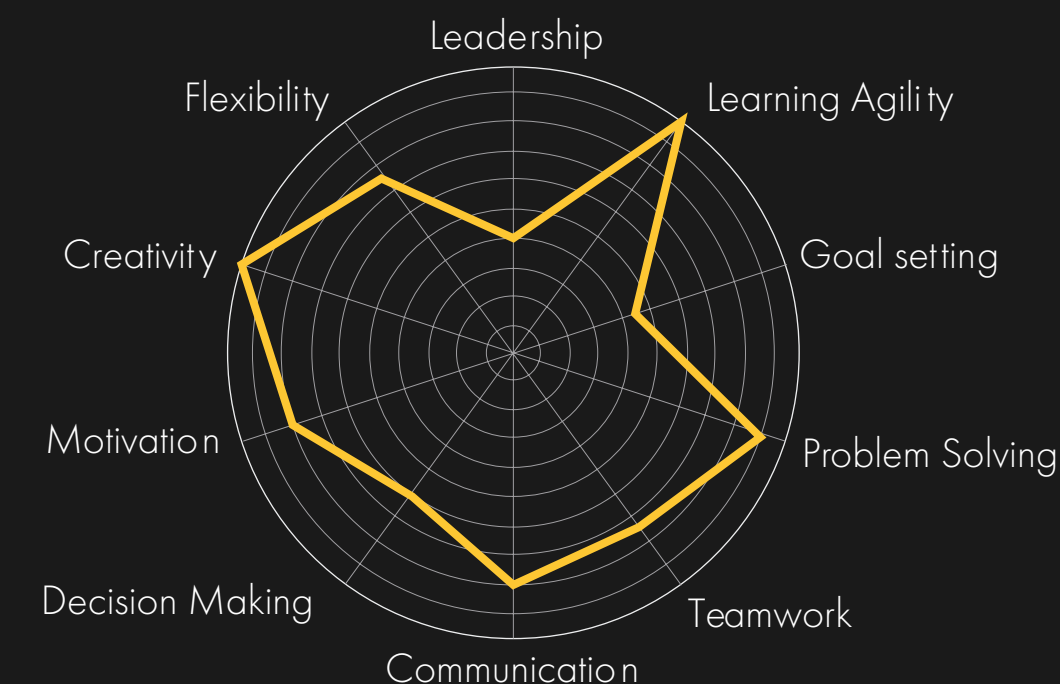 Leadership
Flexibility
Learning Agility
Creativity
Goal setting
Motivation
Problem Solving
Decision Making
Teamwork
Communication